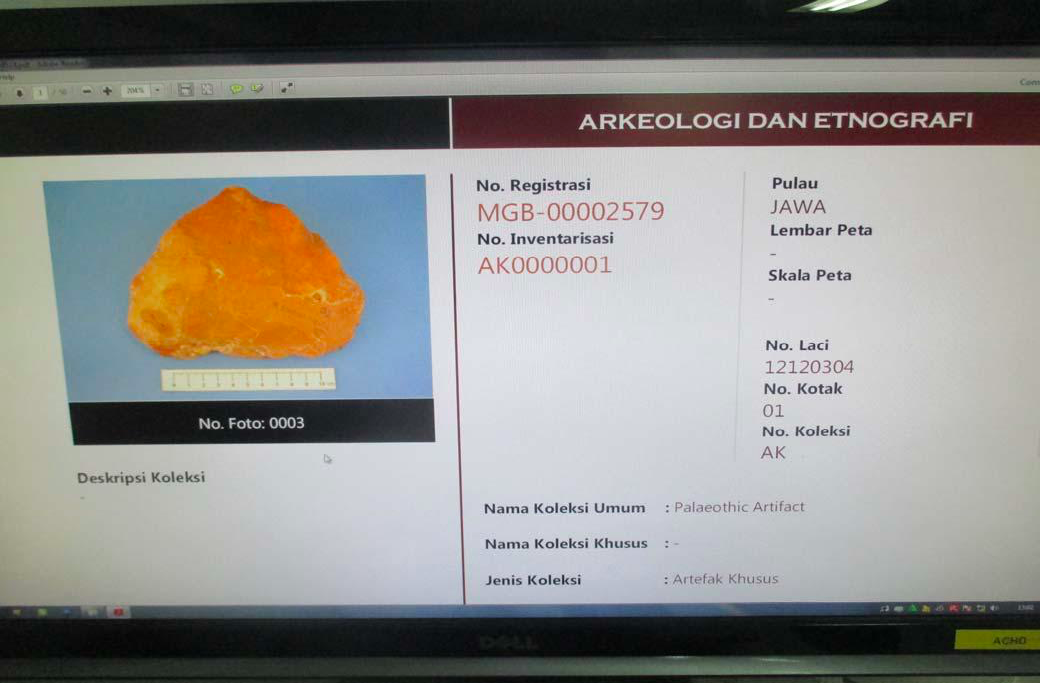 204%
ARKEOLOGI DAN ETNOGRAFI
No. Foto: 0003
Deskripsi Koleksi
-
No. Registrasi
MGB-00002579
No. Inventarisasi
AK0000001
Pulau
JAWA
Lembar Peta
-
Skala Peta
-
No. Laci
12120304
No. Kotak
01
No. Koleksi
AK
Nama Koleksi Umum : Palaeothic Artifact
Nama Koleksi Khusus : -
Jenis Koleksi : Artefak Khusus
DELL
ACHO